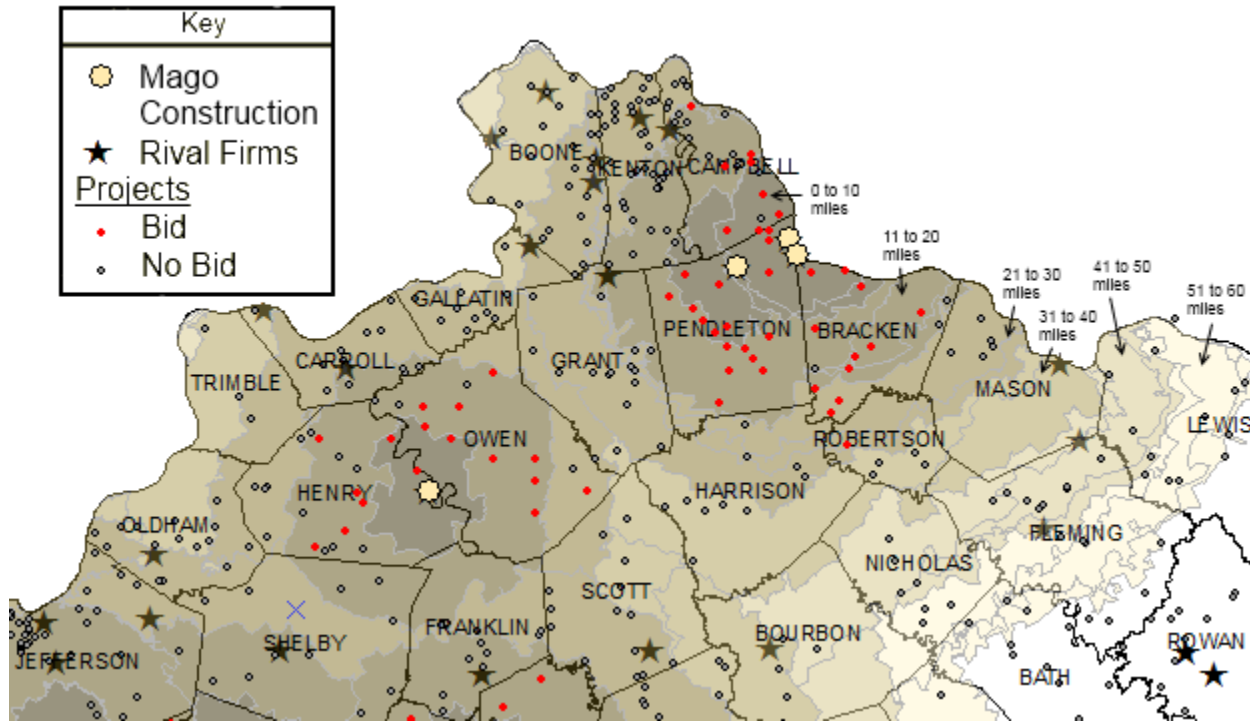 Key
Mago
Construction
Rival Firms
Projects
Bid
No Bid
BOONE
KENTON
CAMPBELL
0 to 10
miles
11 to 20
miles
21 to 30
miles
31 to 40
miles
41 to 50
miles
51 to 60
miles
GALLATIN
PENDLETON
BRACKEN
CARROLL
GRANT
TRIMBLE
MASON
LEWIS
OWEN
ROBERTSON
HENRY
HARRISON
OLDHAM
FLEMING
NICHOLAS
SCOTT
SHELBY
FRANKLIN
BOURBON
JEFFERSON
ROWAN
BATH